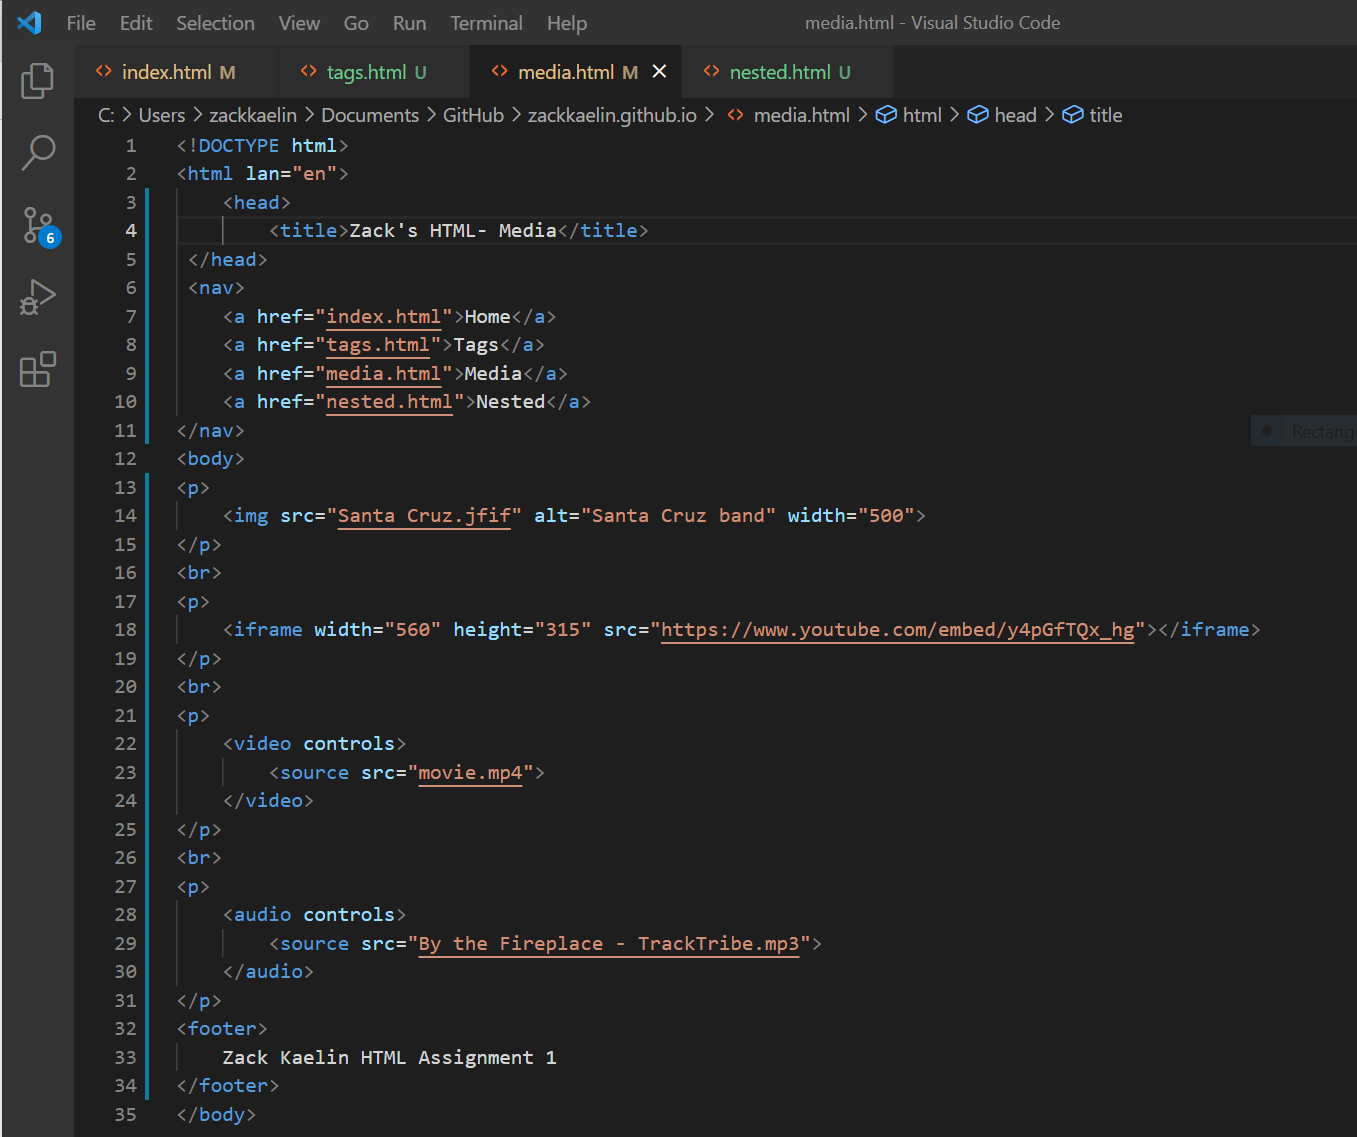 File Edit Selection View Go Run Terminal Help media.html - Visual Studio Code
<> index.html M <> tags.html U <> media.html M × <> nested.html U
C: > Users > zackkaelin > Documents > GitHub > zackkaelin.github.io > <> media.html > html > head > title
1 <!DOCTYPE html>
2 <html lan="en">
3     <head>
4         <title>Zack's HTML- Media</title>
5  </head>
6  <nav>
7     <a href="index.html">Home</a>
8     <a href="tags.html">Tags</a>
9     <a href="media.html">Media</a>
10     <a href="nested.html">Nested</a>
11 </nav>
Rectang
12 <body>
13 <p>
14     <img src="Santa Cruz.jfif" alt="Santa Cruz band" width="500">
15 </p>
16 <br>
17 <p>
18     <iframe width="560" height="315" src="https://www.youtube.com/embed/y4pGfTQx_hg"></iframe>
19 </p>
20 <br>
21 <p>
22     <video controls>
23         <source src="movie.mp4">
24     </video>
25 </p>
26 <br>
27 <p>
28     <audio controls>
29         <source src="By the Fireplace - TrackTribe.mp3">
30     </audio>
31 </p>
32 <footer>
33     Zack Kaelin HTML Assignment 1
34 </footer>
35 </body>
6